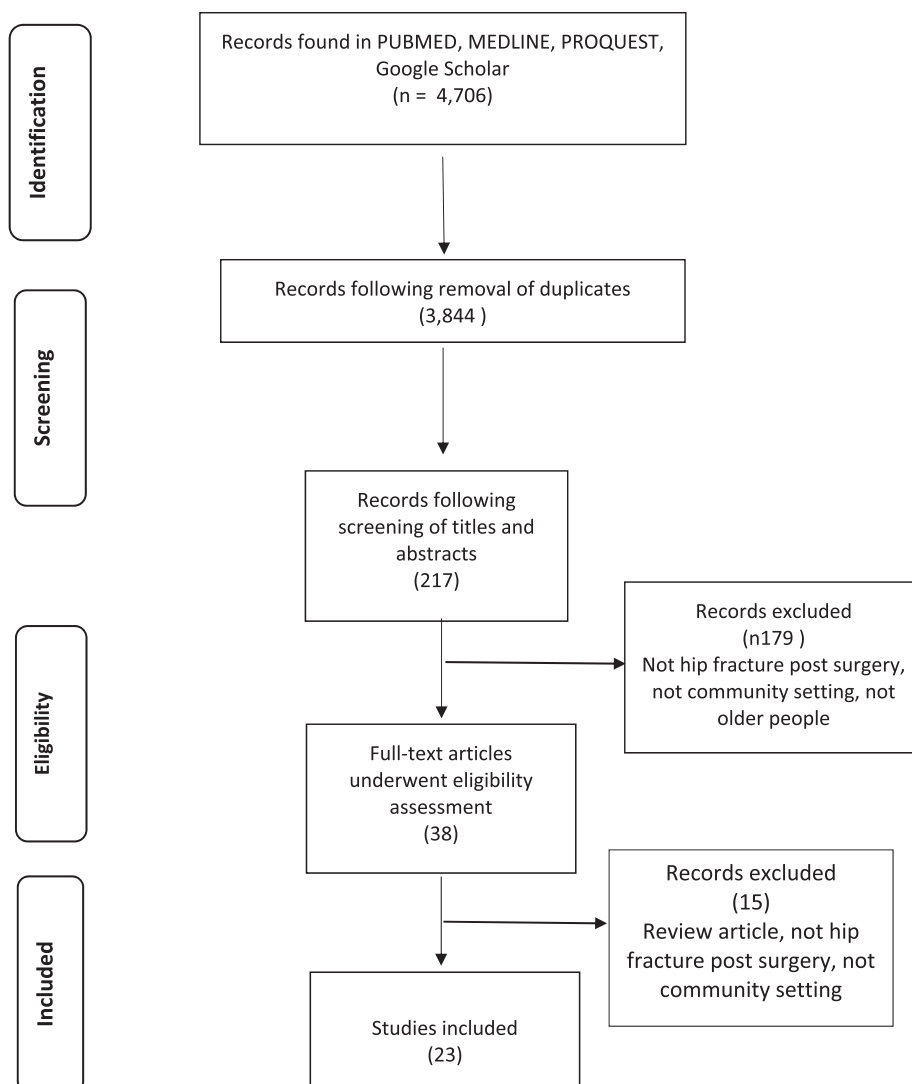 Identification
Records found in PUBMED, MEDLINE, PROQUEST,
Google Scholar
(n = 4,706)
Screening
Records following removal of duplicates
(3,844 )
Records following
screening of titles and
abstracts
(217)
Records excluded
(n179 )
Not hip fracture post surgery,
not community setting, not
older people
Eligibility
Full-text articles
underwent eligibility
assessment
(38)
Records excluded
(15)
Review article, not hip
fracture post surgery, not
community setting
Included
Studies included
(23)